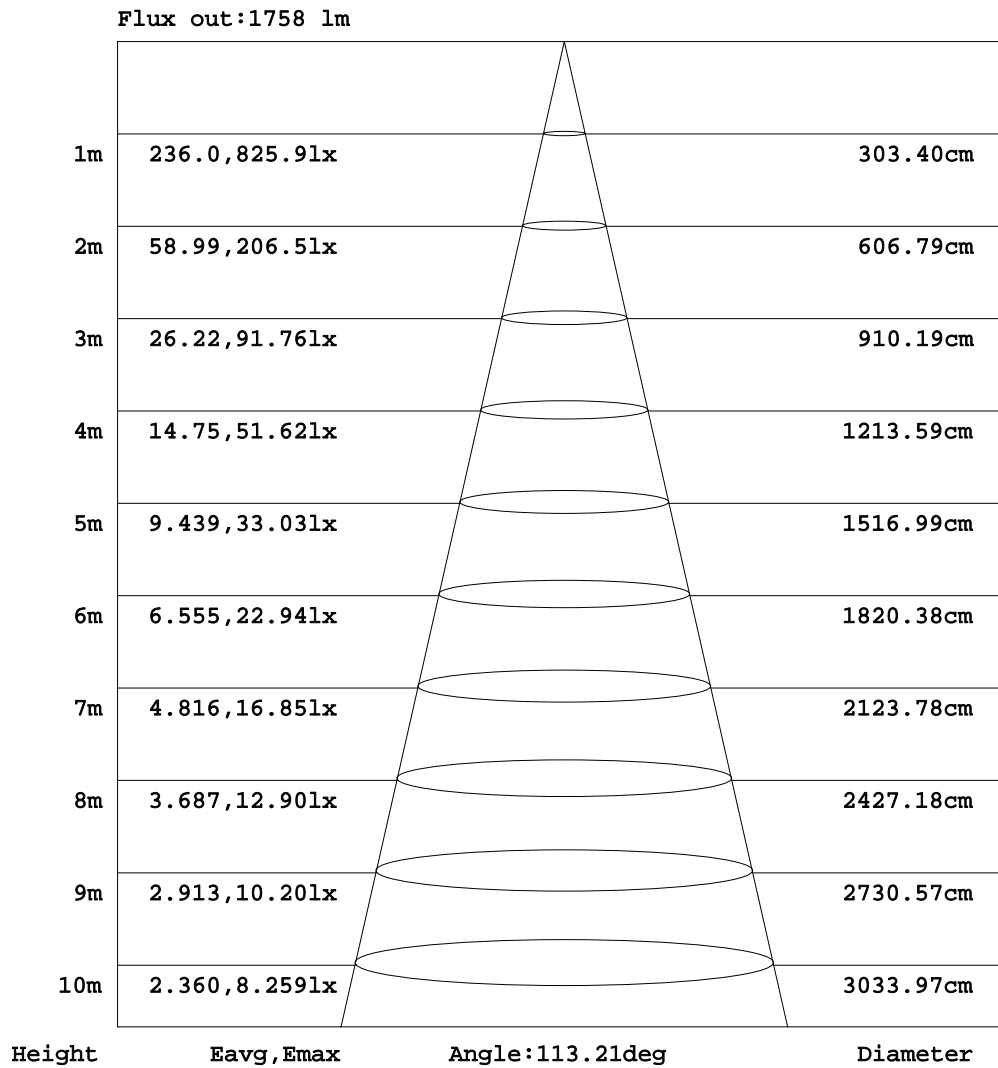 Flux out:1758 lm
1m 236.0,825.9lx 303.40cm
2m 58.99,206.5lx 606.79cm
3m 26.22,91.76lx 910.19cm
4m 14.75,51.62lx 1213.59cm
5m 9.439,33.03lx 1516.99cm
6m 6.555,22.94lx 1820.38cm
7m 4.816,16.85lx 2123.78cm
8m 3.687,12.90lx 2427.18cm
9m 2.913,10.20lx 2730.57cm
10m 2.360,8.259lx 3033.97cm
Height Eavg,Emax Angle:113.21deg Diameter